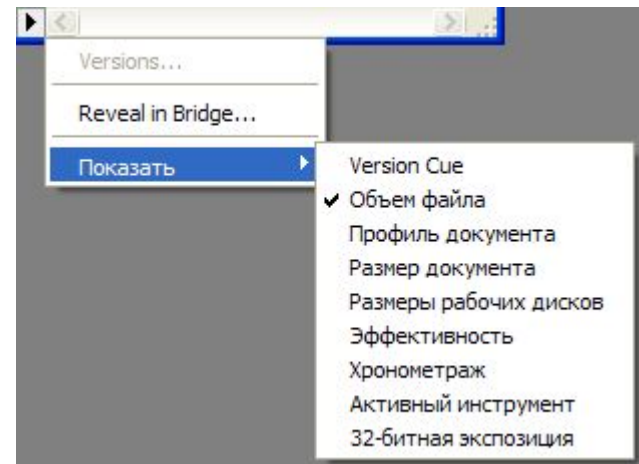 Versions...
Reveal in Bridge...
Показать
Version Cue
Объем файла
Профиль документа
Размер документа
Размеры рабочих дисков
Эффективность
Хронометраж
Активный инструмент
32-битная экспозиция